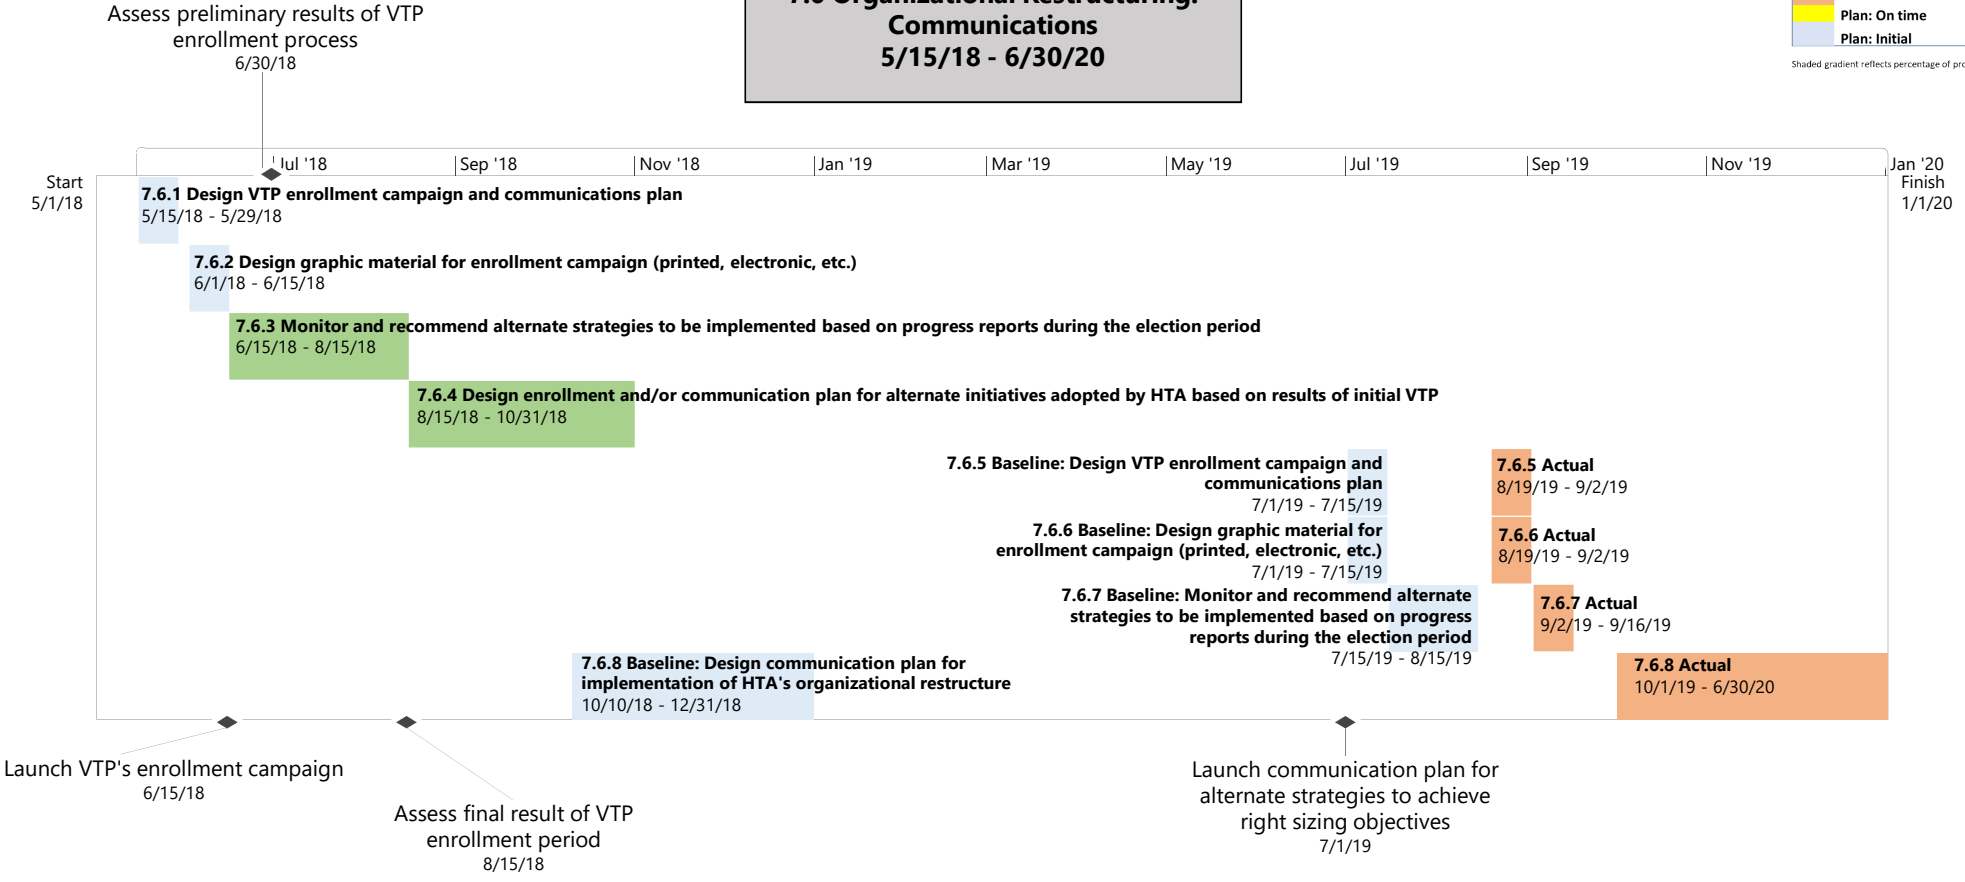 Assess preliminary results of VTP
enrollment process
6/30/18
7.6 Organizational Restructuring:
Communications
5/15/18 - 6/30/20
Plan: On time
Plan: Initial
Shaded gradient reflects percentage of pro
Jul '18
Sep '18
Nov '18
Jan '19
Mar '19
May '19
Jul '19
Sep '19
Nov '19
Jan '20
Start
5/1/18
Finish
1/1/20
7.6.1 Design VTP enrollment campaign and communications plan
5/15/18 - 5/29/18
7.6.2 Design graphic material for enrollment campaign (printed, electronic, etc.)
6/1/18 - 6/15/18
7.6.3 Monitor and recommend alternate strategies to be implemented based on progress reports during the election period
6/15/18 - 8/15/18
7.6.4 Design enrollment and/or communication plan for alternate initiatives adopted by HTA based on results of initial VTP
8/15/18 - 10/31/18
7.6.5 Baseline: Design VTP enrollment campaign and
communications plan
7/1/19 - 7/15/19
7.6.5 Actual
8/19/19 - 9/2/19
7.6.6 Baseline: Design graphic material for
enrollment campaign (printed, electronic, etc.)
7/1/19 - 7/15/19
7.6.6 Actual
8/19/19 - 9/2/19
7.6.7 Baseline: Monitor and recommend alternate
strategies to be implemented based on progress
reports during the election period
7/15/19 - 8/15/19
7.6.7 Actual
9/2/19 - 9/16/19
7.6.8 Baseline: Design communication plan for
implementation of HTA's organizational restructure
10/10/18 - 12/31/18
7.6.8 Actual
10/1/19 - 6/30/20
Launch VTP's enrollment campaign
6/15/18
Assess final result of VTP
enrollment period
8/15/18
Launch communication plan for
alternate strategies to achieve
right sizing objectives
7/1/19